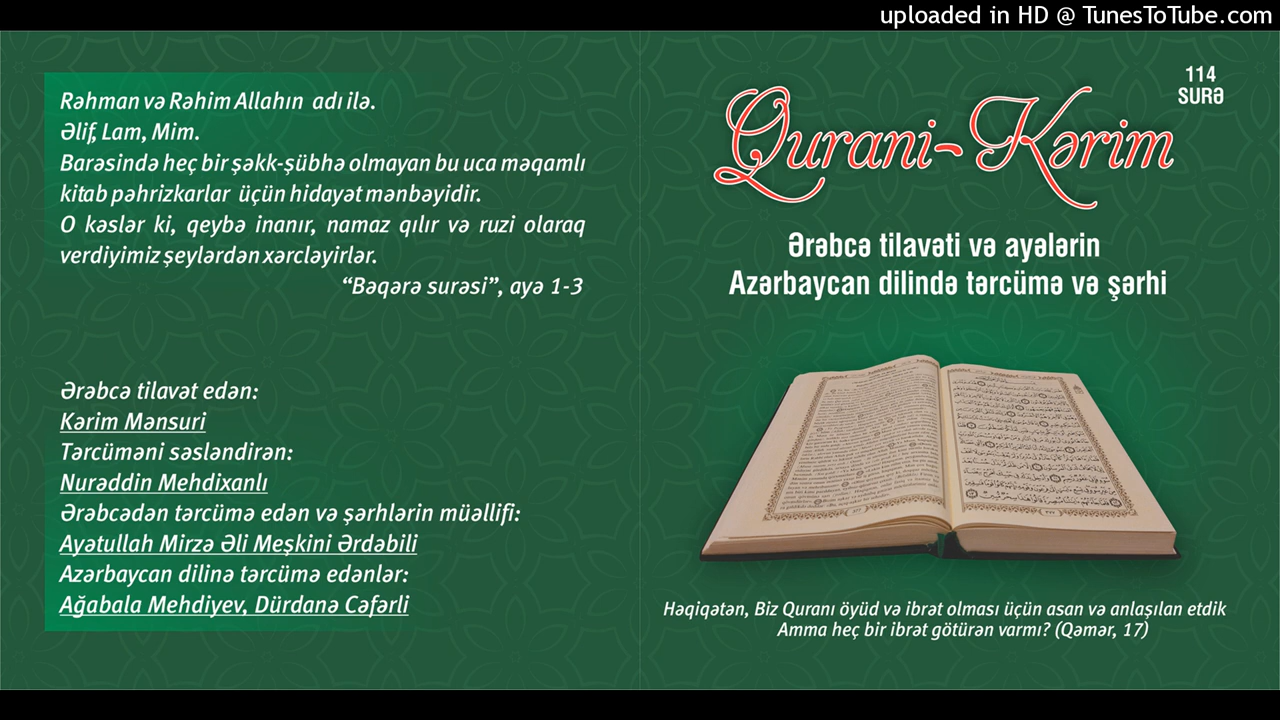 uploaded in HD @ TunesToTube.com
Rəhman və Rəhim Allahın adı ilə.
Əlif, Lam, Mim.
Barəsində heç bir şəkk-şübhə olmayan bu uca məqamlı
kitab pəhrizkarlar üçün hidayət mənbəyidir.
O kəslər ki, qeybə inanır, namaz qılır və ruzi olaraq
verdiyimiz şeylərdən xərcləyirlər.
“Bəqərə surəsi”, ayə 1-3
Ərəbcə tilavət edən:
Kərim Mənsuri
Tərcüməni səsləndirən:
Nurəddin Mehdixanlı
Ərəbcədən tərcümə edən və şərhlərin müəllifi:
Ayətullah Mirzə Əli Meşkini Ərdəbili
Azərbaycan dilinə tərcümə edənlər:
Ağabala Mehdiyev, Dürdanə Cəfərli
114
SURƏ
Qurani-Kərim
Ərəbcə tilavəti və ayələrin
Azərbaycan dilində tərcümə və şərhi
Həqiqətən, Biz Quranı öyüd və ibrət olması üçün asan və anlaşılan etdik
Amma heç bir ibrət götürən varmı? (Qəmər, 17)